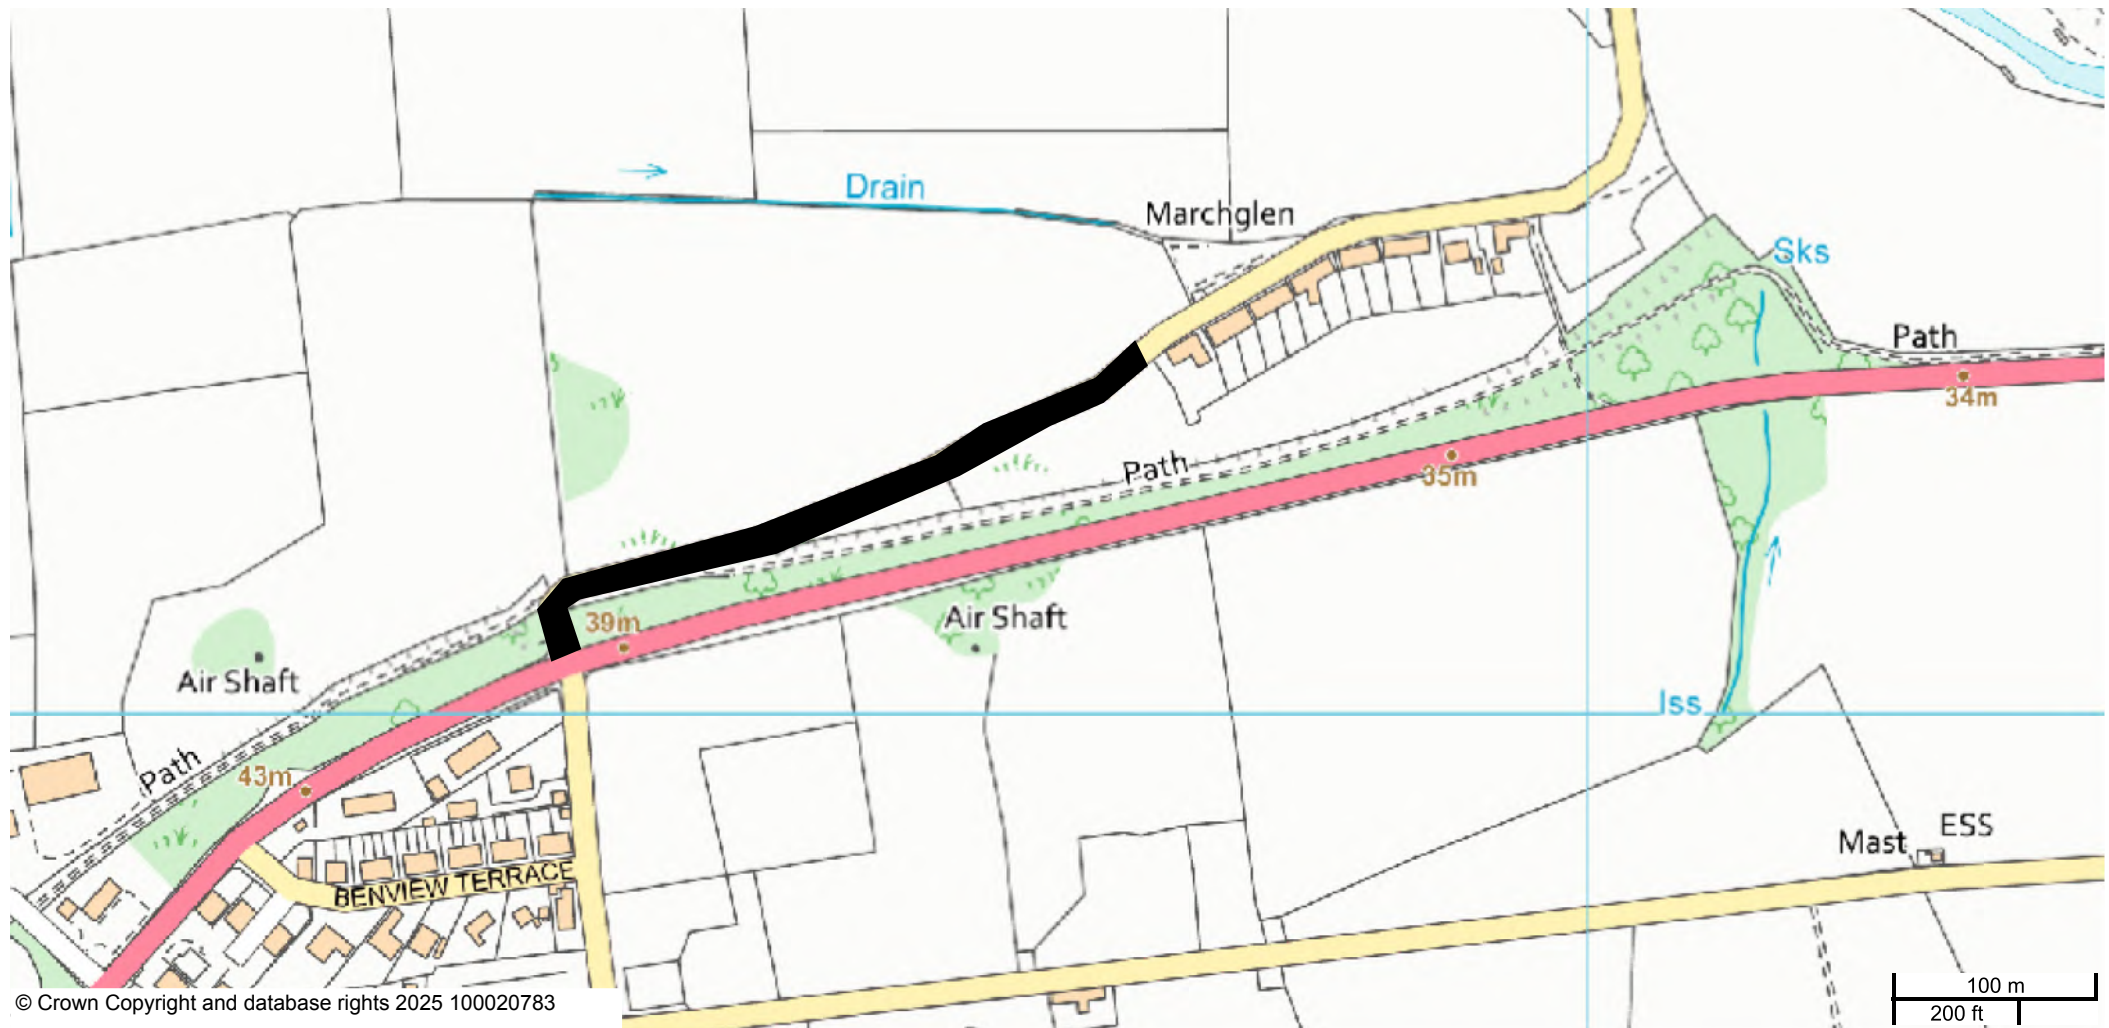 Drain
Marchglen
Sks
Path
34m
Path
35m
39m
Air Shaft
Air Shaft
Iss
Path
43m
Mast
ESS
BENVIEW TERRACE
© Crown Copyright and database rights 2025 100020783
100 m
200 ft